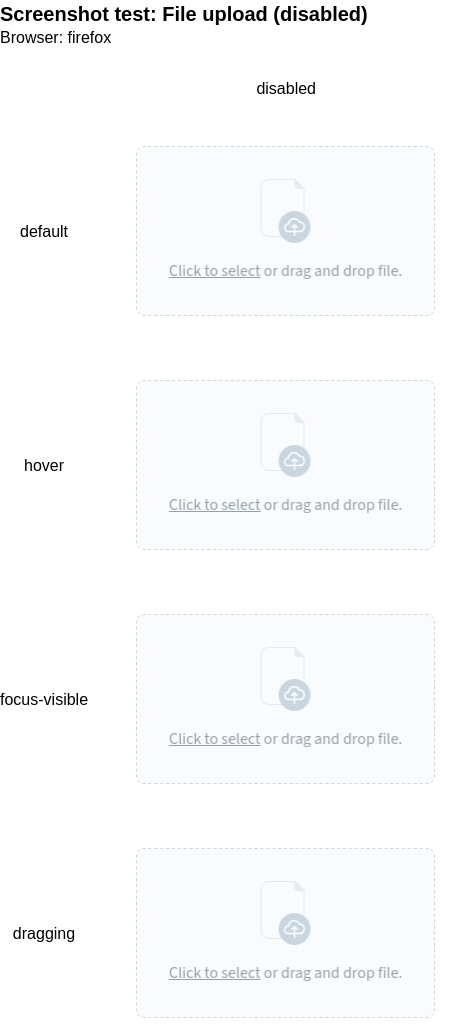 Screenshot test: File upload (disabled)
Browser: firefox
disabled
default
Click to select or drag and drop file.
hover
Click to select or drag and drop file.
focus-visible
Click to select or drag and drop file.
dragging
Click to select or drag and drop file.